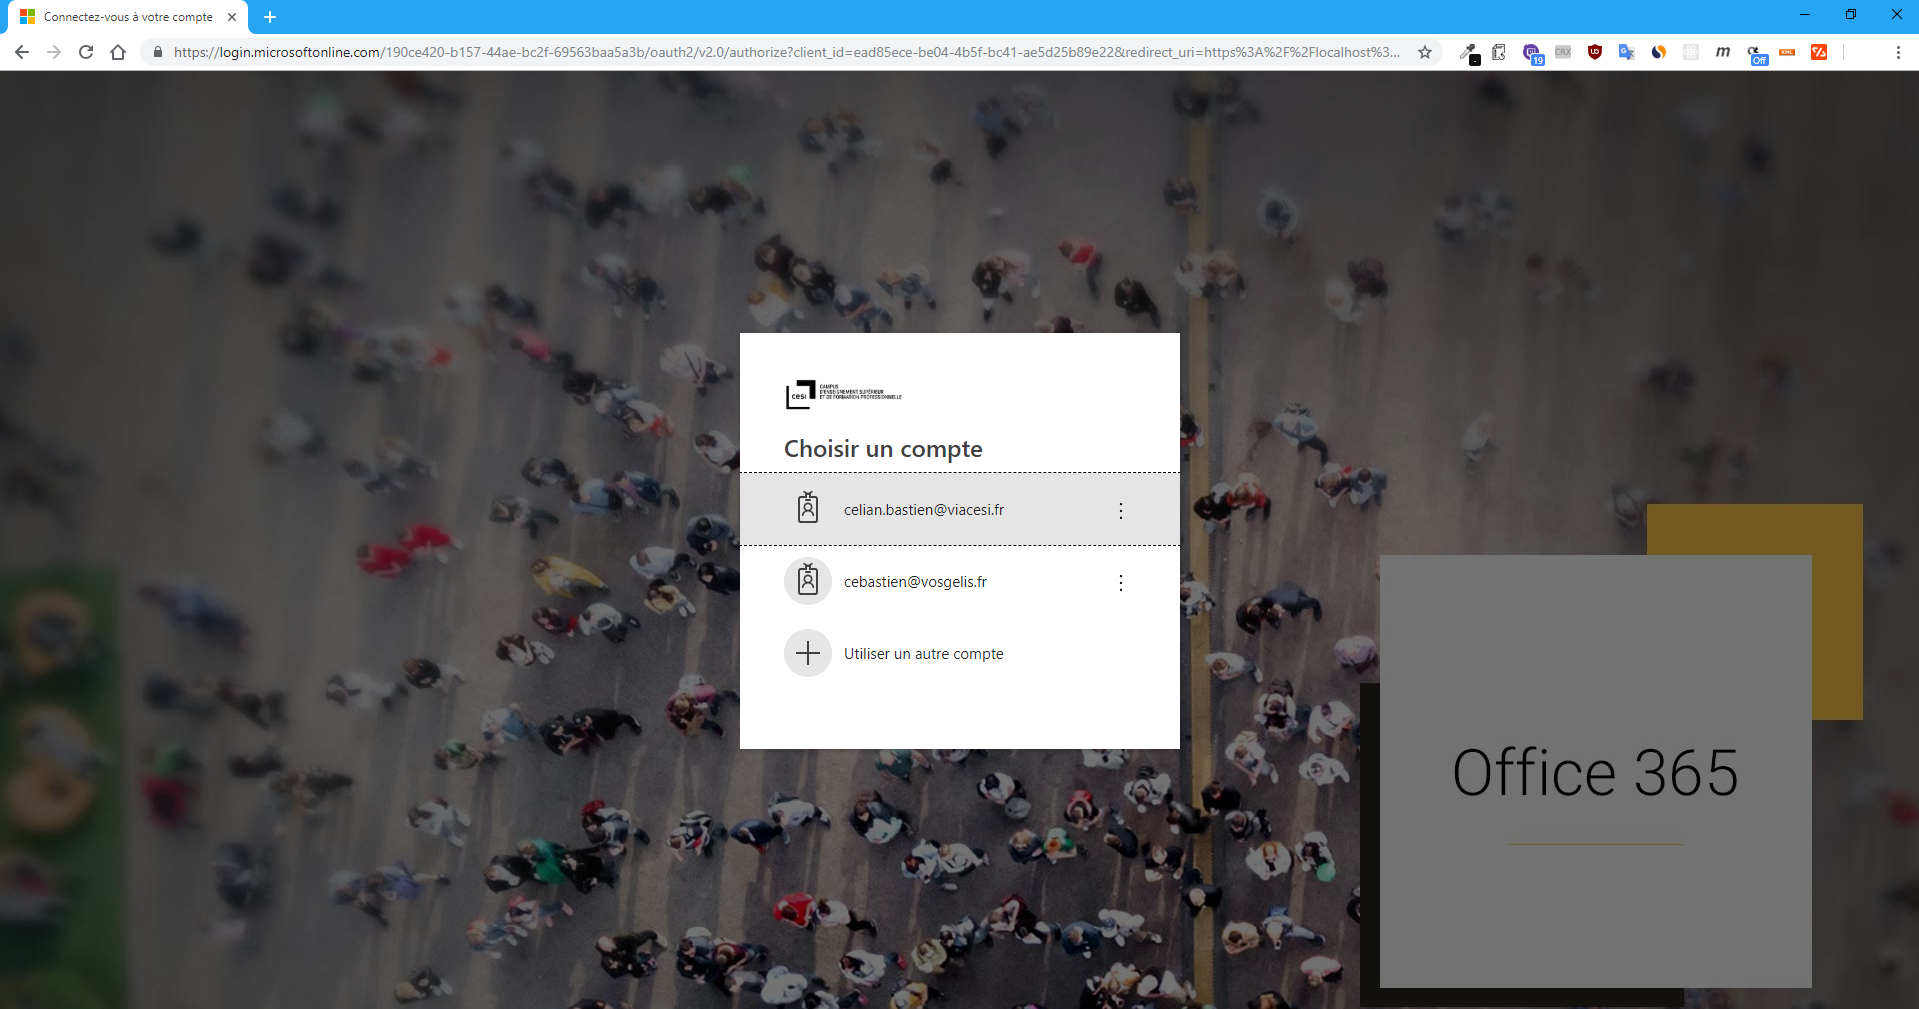 Connectez-vous à votre compte
https://login.microsoftonline.com/190ce420-b157-44ae-bc2f-69563baa5a3b/oauth2/v2.0/authorize?client_id=ead85ece-be04-4b5f-bc41-ae5d25b89e22&redirect_uri=https%3A%2F%2Flocalhost%3...
19
CRX
m
Off
XML
cesi
CAMPUS
D'ENSEIGNEMENT SUPÉRIEUR
ET DE FORMATION PROFESSIONNELLE
Choisir un compte
celian.bastien@viacesi.fr
cebastien@vosgelis.fr
Utiliser un autre compte
Office 365